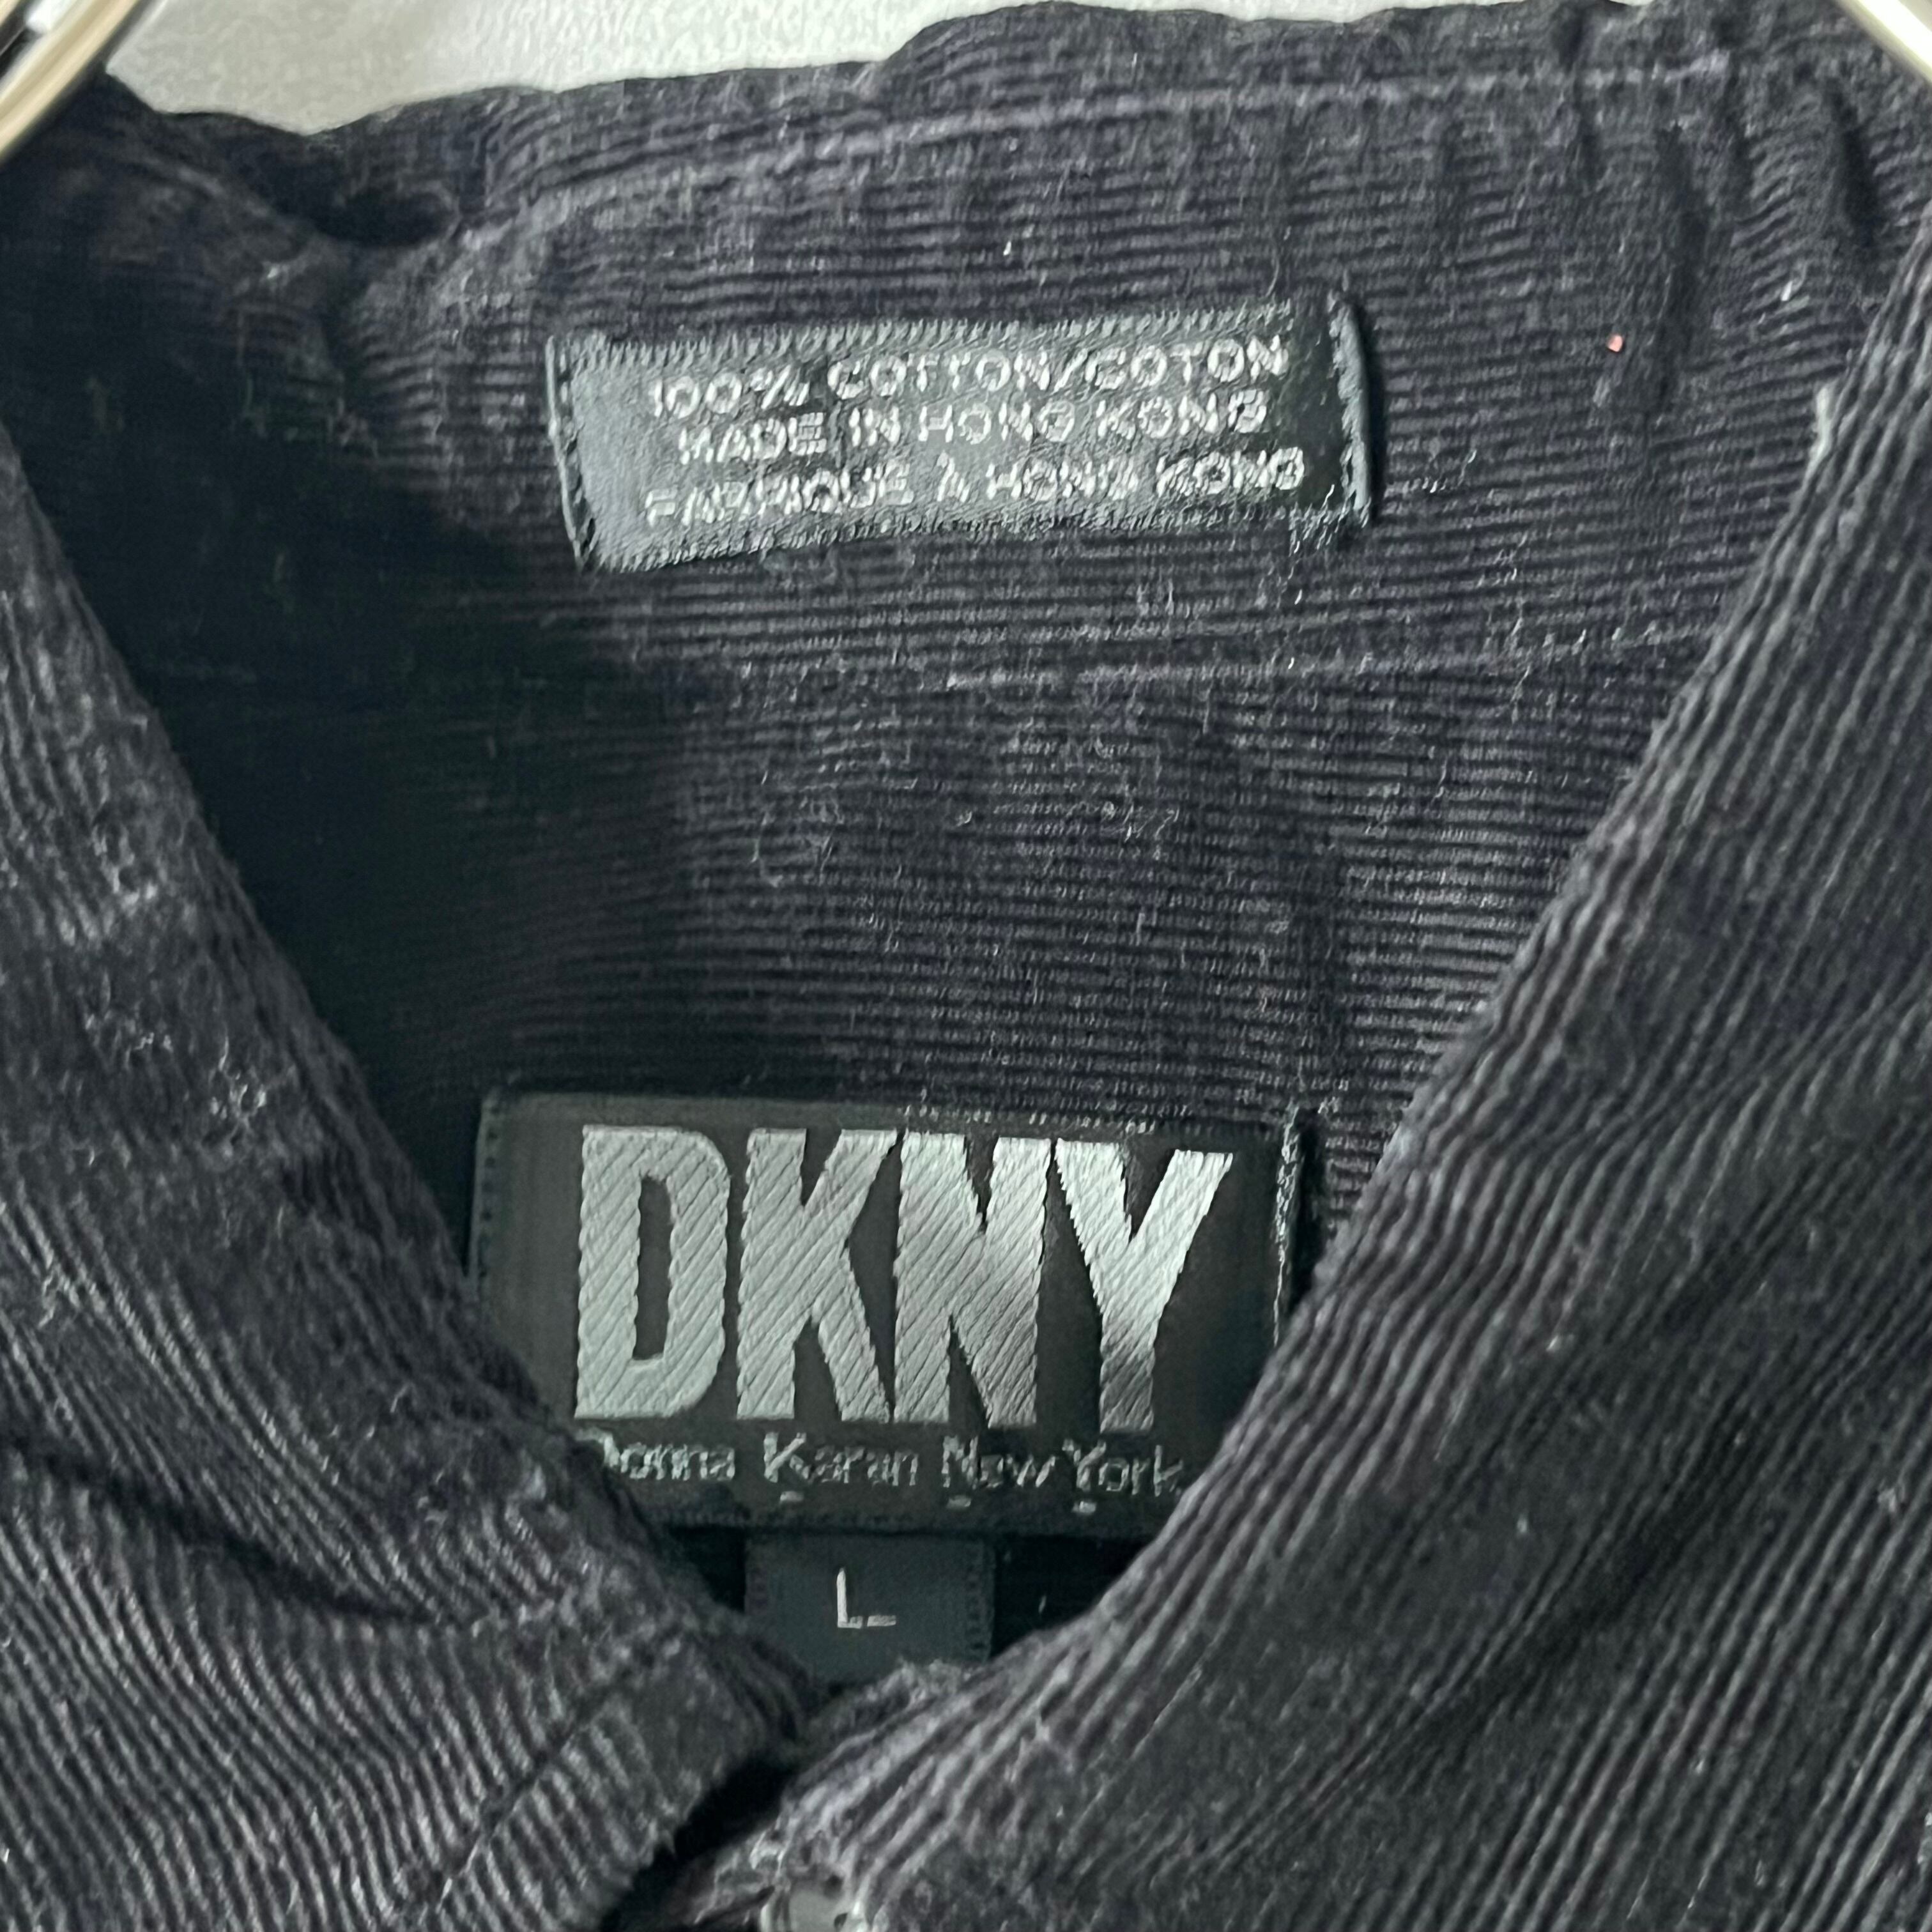 100% COTTON/COTON
MADE IN HONG KONG
FABRIQUE À HONG KONG
DKNY
Donna Karan New York
L